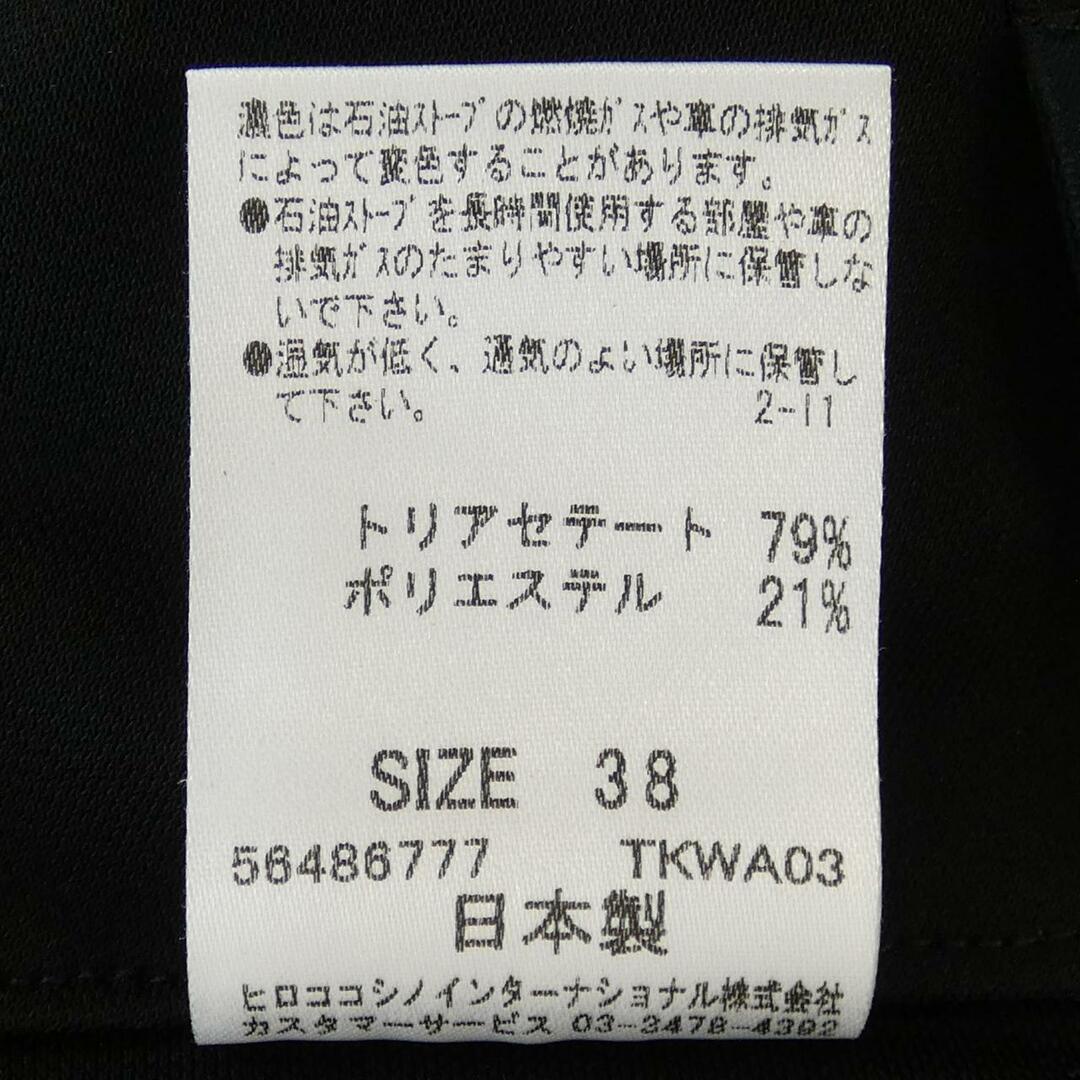 濃色は石油ｽﾄｰﾌﾞの燃焼ｶﾞｽや車の排気ｶﾞｽ
によって変色することがあります。
●石油ｽﾄｰﾌﾞを長時間使用する部屋や車の
排気ｶﾞｽのたまりやすい場所に保管しな
いで下さい。
●湿気が低く、通気のよい場所に保管し
て下さい。 2-11
トリアセテート 79%
ポリエステル 21%
SIZE 38
56486777 TKWA03
日本製
ヒロココシノインターナショナル株式会社
カスタマーサービス 03-3478-4392